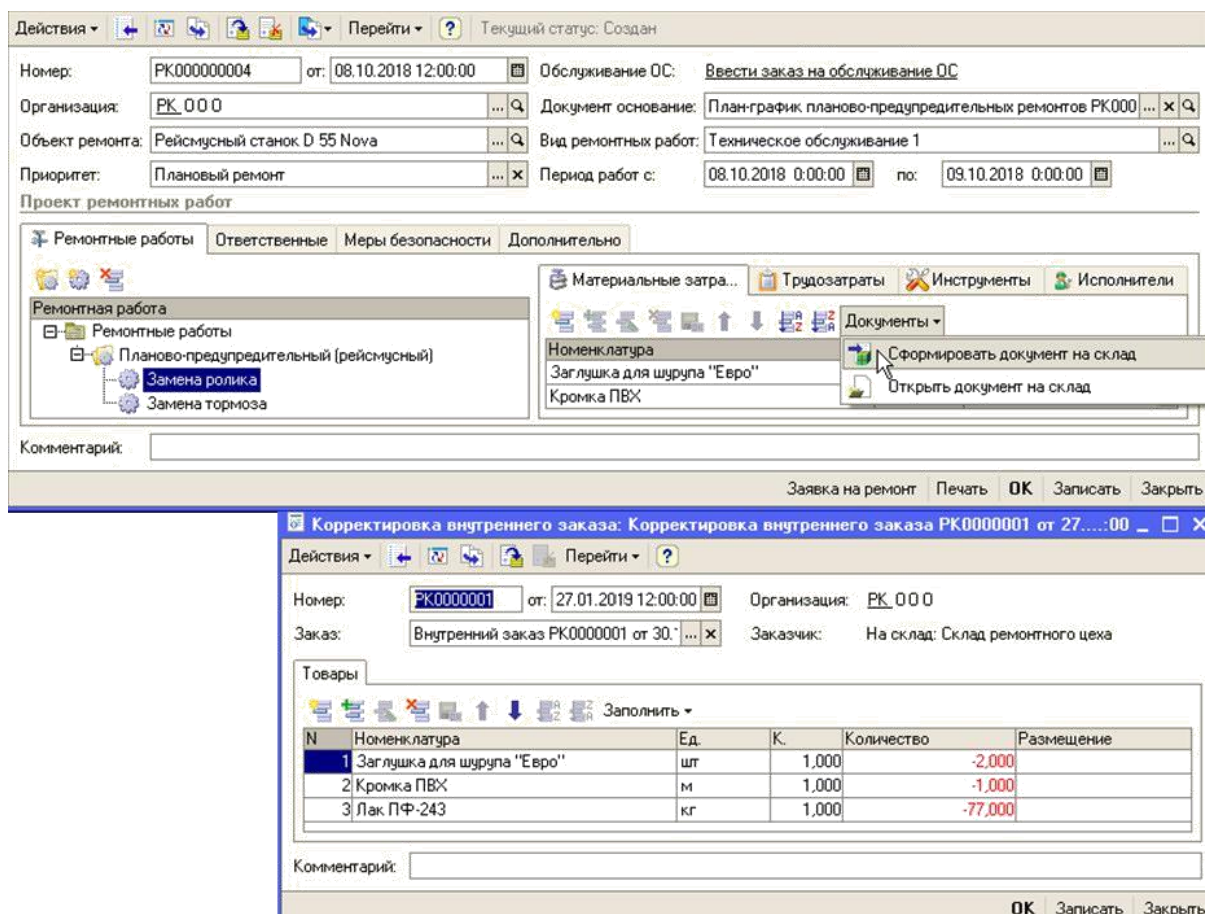 Действия Перейти ? Текущий статус: Создан
Номер: РК000000004 от: 08.10.2018 12:00:00 Обслуживание ОС: Ввести заказ на обслуживание ОС
Организация: РК ООО ... Документ основание: План-график планово-предупредительных ремонтов РК000 ... x
Объект ремонта: Рейсмусный станок D 55 Nova ... Вид ремонтных работ: Техническое обслуживание 1 ...
Приоритет: Плановый ремонт ... x Период работ с: 08.10.2018 0:00:00 по: 09.10.2018 0:00:00
Проект ремонтных работ
Ремонтные работы Ответственные Меры безопасности Дополнительно
Материальные затра... Трудозатраты Инструменты Исполнители
Документы
Ремонтная работа
Ремонтные работы
Планово-предупредительный (рейсмусный)
Замена ролика
Замена тормоза
Номенклатура
Заглушка для шурупа "Евро"
Кромка ПВХ
Сформировать документ на склад
Открыть документ на склад
Комментарий:
Заявка на ремонт Печать OK Записать Закрыть
Корректировка внутреннего заказа: Корректировка внутреннего заказа РК0000001 от 27....:00
Действия Перейти ?
Номер: РК0000001 от: 27.01.2019 12:00:00 Организация: РК ООО
Заказ: Внутренний заказ РК0000001 от 30. ... x Заказчик: На склад: Склад ремонтного цеха
Товары
Заполнить
N Номенклатура Ед. К. Количество Размещение
1 Заглушка для шурупа "Евро" шт 1,000 -2,000
2 Кромка ПВХ м 1,000 -1,000
3 Лак ПФ-243 кг 1,000 -77,000
Комментарий:
OK Записать Закрыть